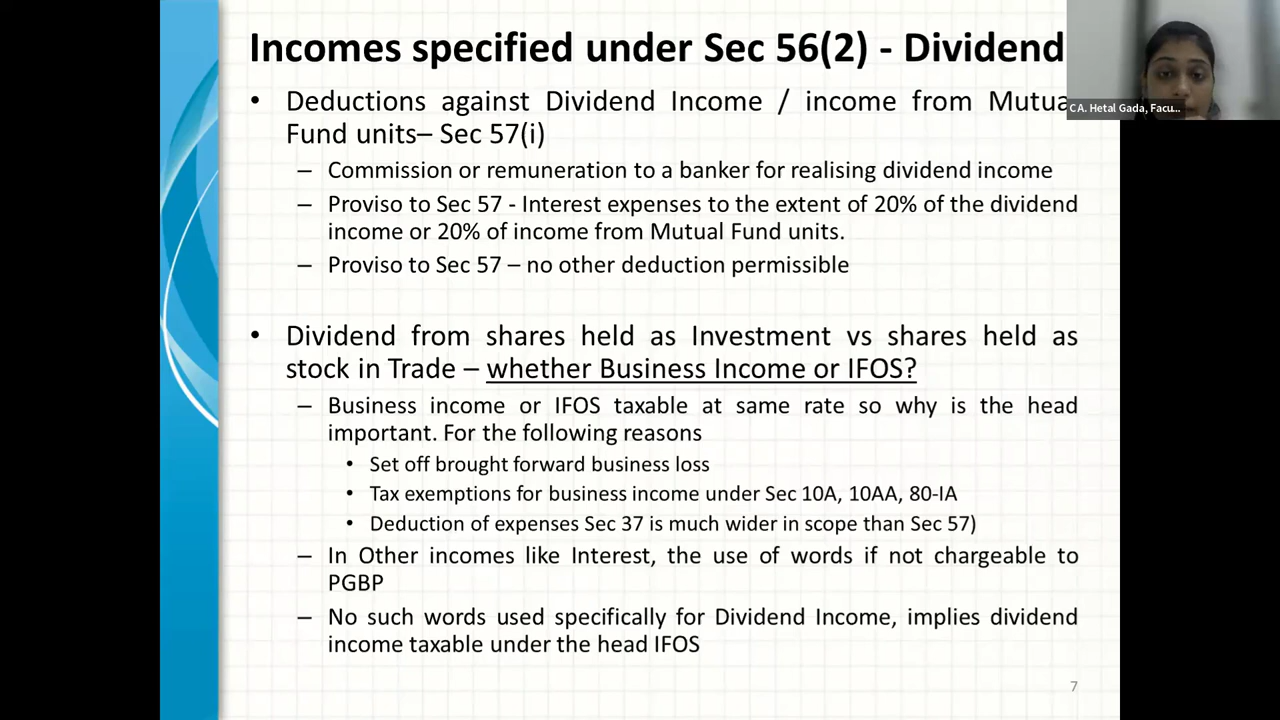 Incomes specified under Sec 56(2) - Dividend
CA. Hetal Gada, Facu...
• Deductions against Dividend Income / income from Mutua
Fund units– Sec 57(i)
– Commission or remuneration to a banker for realising dividend income
– Proviso to Sec 57 - Interest expenses to the extent of 20% of the dividend
income or 20% of income from Mutual Fund units.
– Proviso to Sec 57 – no other deduction permissible
• Dividend from shares held as Investment vs shares held as
stock in Trade – whether Business Income or IFOS?
– Business income or IFOS taxable at same rate so why is the head
important. For the following reasons
• Set off brought forward business loss
• Tax exemptions for business income under Sec 10A, 10AA, 80-IA
• Deduction of expenses Sec 37 is much wider in scope than Sec 57)
– In Other incomes like Interest, the use of words if not chargeable to
PGBP
– No such words used specifically for Dividend Income, implies dividend
income taxable under the head IFOS
7